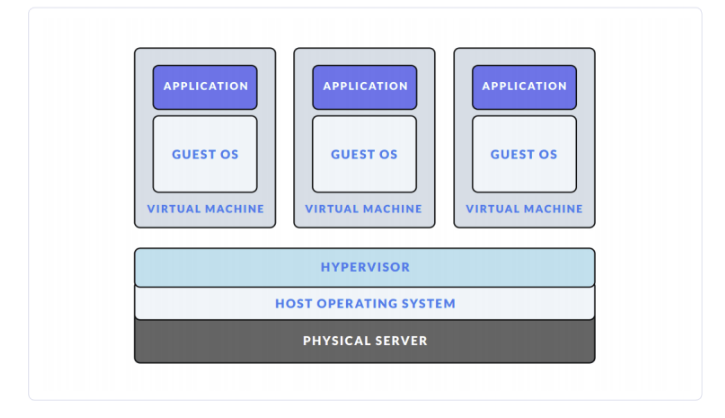 APPLICATION
APPLICATION
APPLICATION
GUEST OS
GUEST OS
GUEST OS
VIRTUAL MACHINE
VIRTUAL MACHINE
VIRTUAL MACHINE
HYPERVISOR
HOST OPERATING SYSTEM
PHYSICAL SERVER